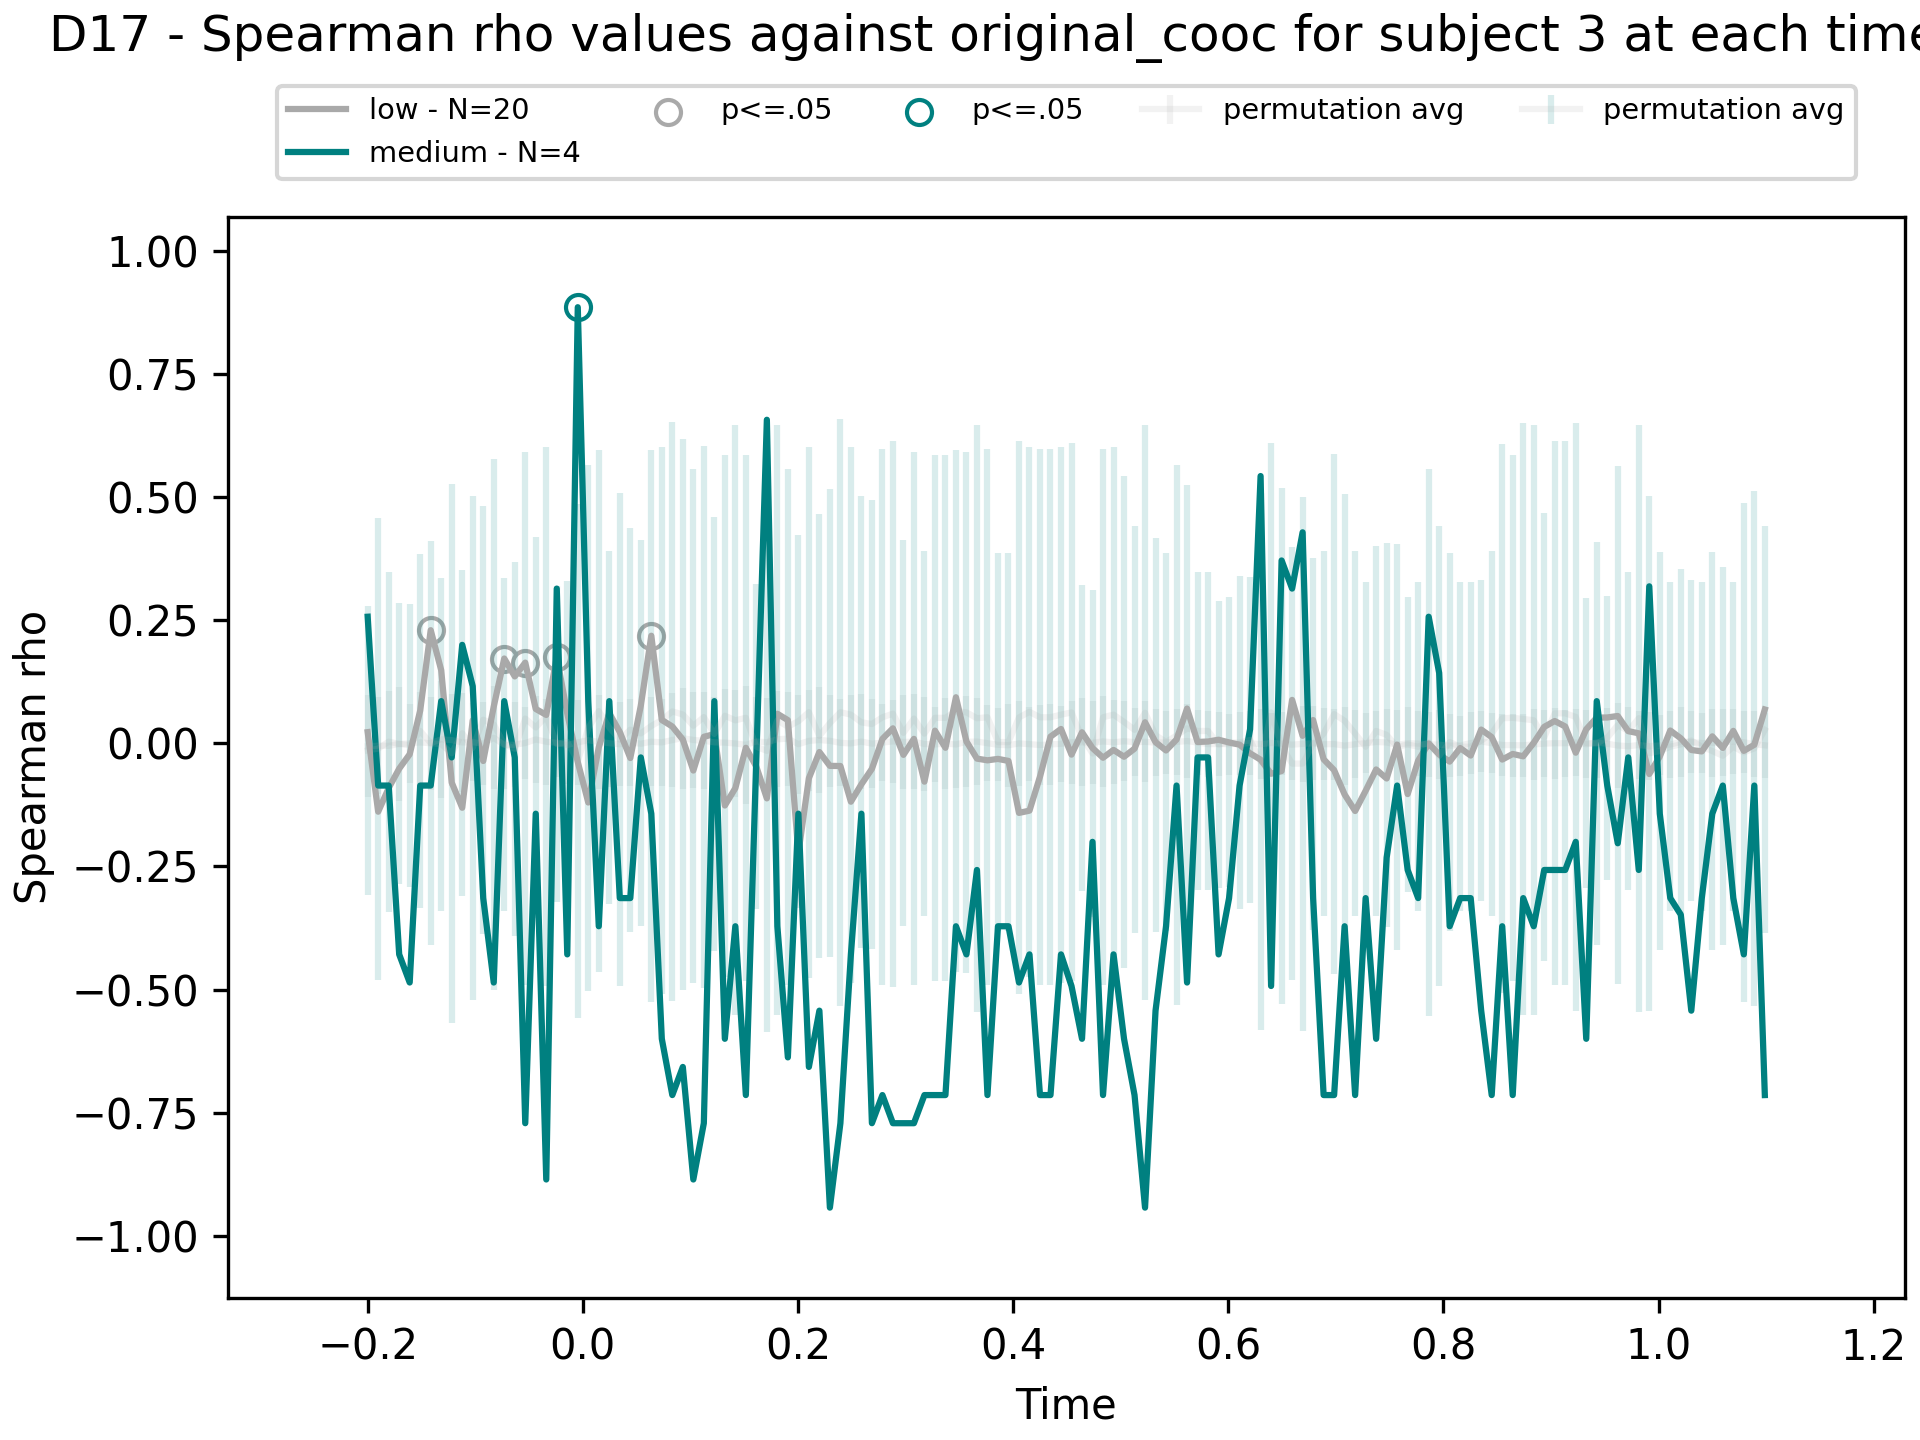 D17 - Spearman rho values against original_cooc for subject 3 at each time
low - N=20
medium - N=4
p<=.05
p<=.05
permutation avg
permutation avg
1.00
0.75
0.50
0.25
0.00
−0.25
−0.50
−0.75
−1.00
Spearman rho
−0.2 0.0 0.2 0.4 0.6 0.8 1.0 1.2
Time